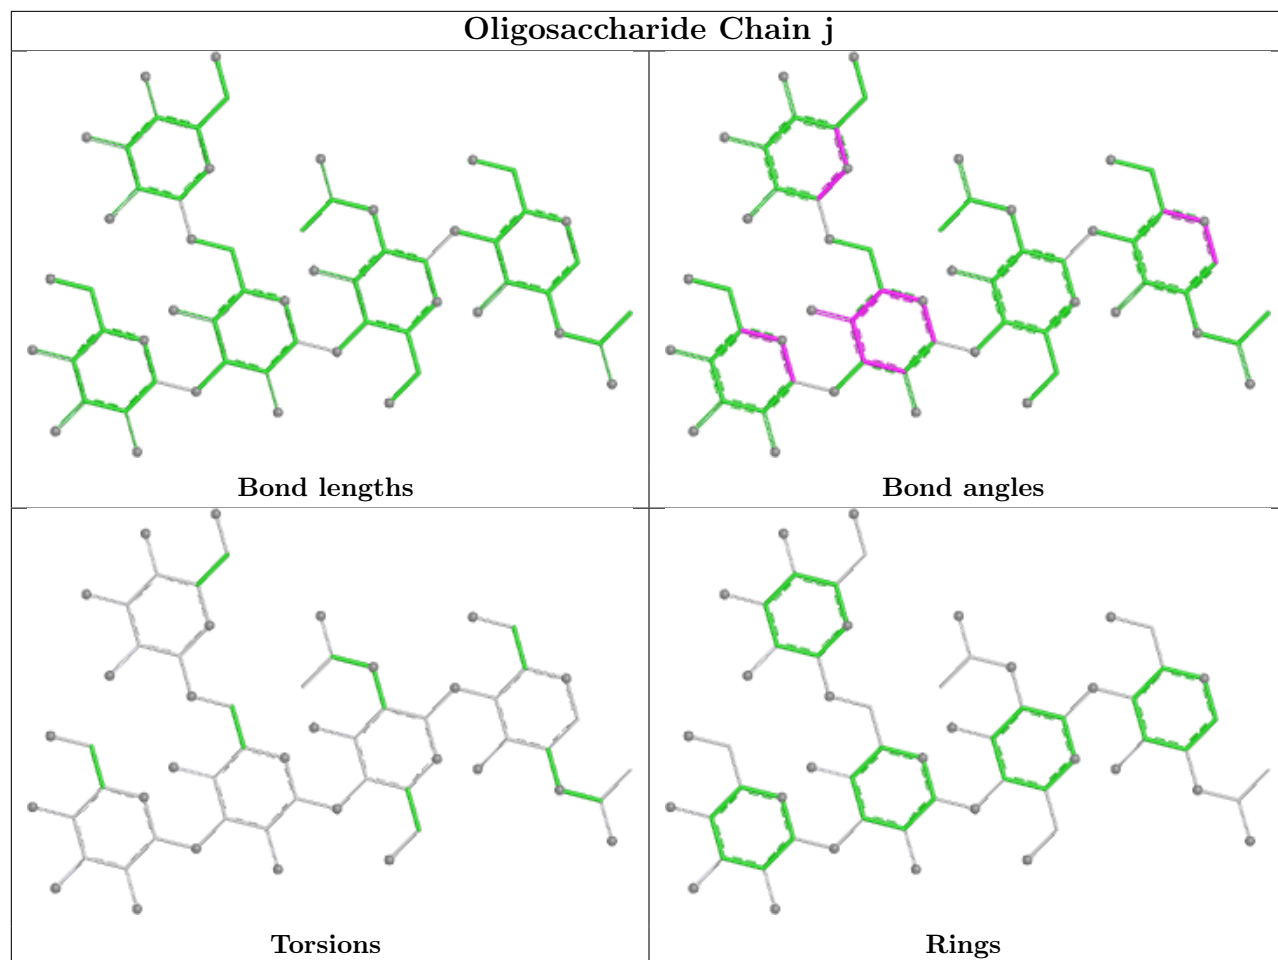 Oligosaccharide Chain j
Bond lengths
Bond angles
Torsions
Rings